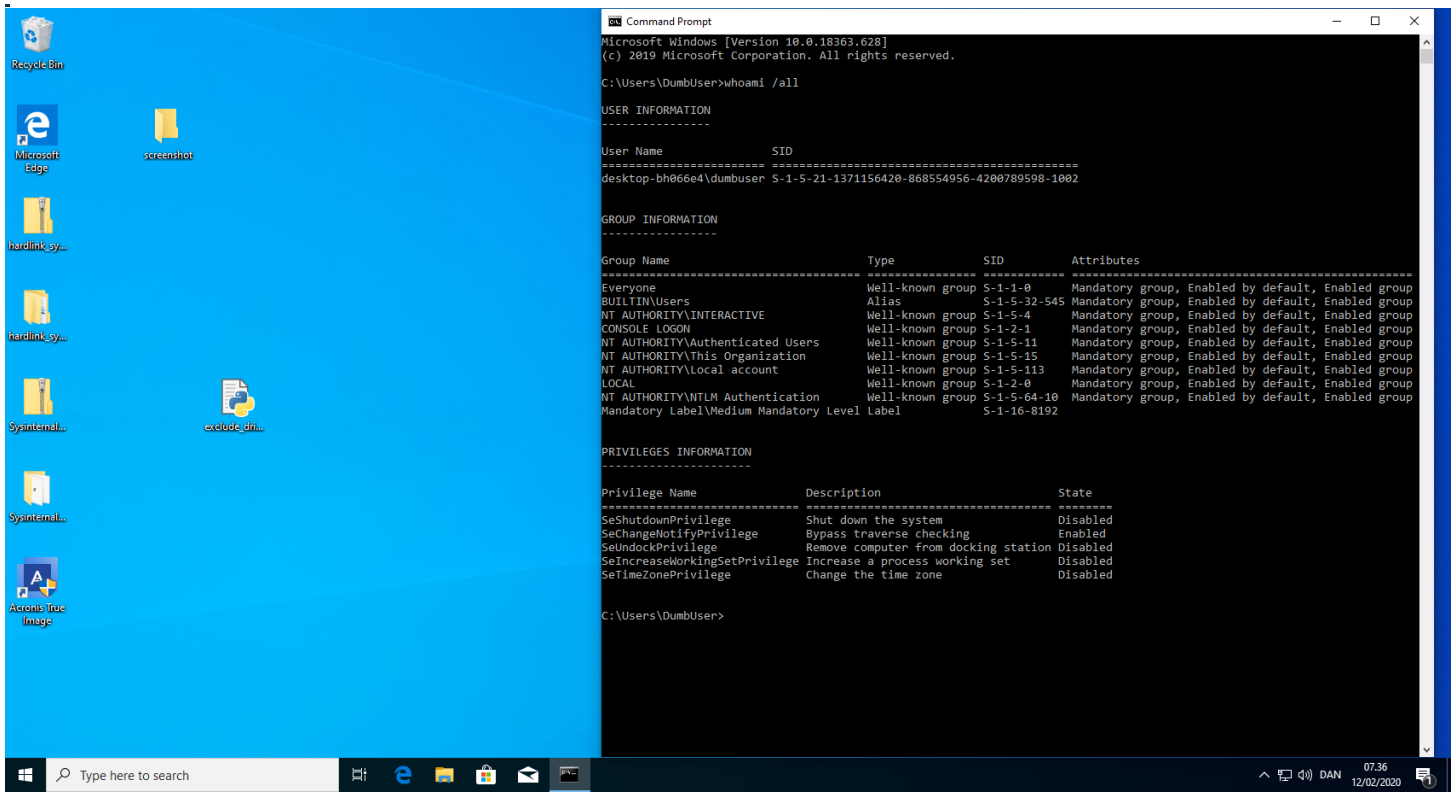 Recycle Bin
Microsoft
Edge
screenshot
hardlink_sy...
hardlink_sy...
Sysinternal...
exclude_dri...
Sysinternal...
Acronis True
Image
Command Prompt
Microsoft Windows [Version 10.0.18363.628]
(c) 2019 Microsoft Corporation. All rights reserved.
C:\Users\DumbUser>whoami /all
USER INFORMATION
----------------
User Name SID
======================== =============================================
desktop-bh066e4\dumbuser S-1-5-21-1371156420-868554956-4200789598-1002
GROUP INFORMATION
-----------------
Group Name Type SID Attributes
====================================== ================ ============ ==================================================
Everyone Well-known group S-1-1-0 Mandatory group, Enabled by default, Enabled group
BUILTIN\Users Alias S-1-5-32-545 Mandatory group, Enabled by default, Enabled group
NT AUTHORITY\INTERACTIVE Well-known group S-1-5-4 Mandatory group, Enabled by default, Enabled group
CONSOLE LOGON Well-known group S-1-2-1 Mandatory group, Enabled by default, Enabled group
NT AUTHORITY\Authenticated Users Well-known group S-1-5-11 Mandatory group, Enabled by default, Enabled group
NT AUTHORITY\This Organization Well-known group S-1-5-15 Mandatory group, Enabled by default, Enabled group
NT AUTHORITY\Local account Well-known group S-1-5-113 Mandatory group, Enabled by default, Enabled group
LOCAL Well-known group S-1-2-0 Mandatory group, Enabled by default, Enabled group
NT AUTHORITY\NTLM Authentication Well-known group S-1-5-64-10 Mandatory group, Enabled by default, Enabled group
Mandatory Label\Medium Mandatory Level Label S-1-16-8192
PRIVILEGES INFORMATION
----------------------
Privilege Name Description State
============================= ==================================== ========
SeShutdownPrivilege Shut down the system Disabled
SeChangeNotifyPrivilege Bypass traverse checking Enabled
SeUndockPrivilege Remove computer from docking station Disabled
SeIncreaseWorkingSetPrivilege Increase a process working set Disabled
SeTimeZonePrivilege Change the time zone Disabled
C:\Users\DumbUser>
Type here to search
DAN
07.36
12/02/2020
1